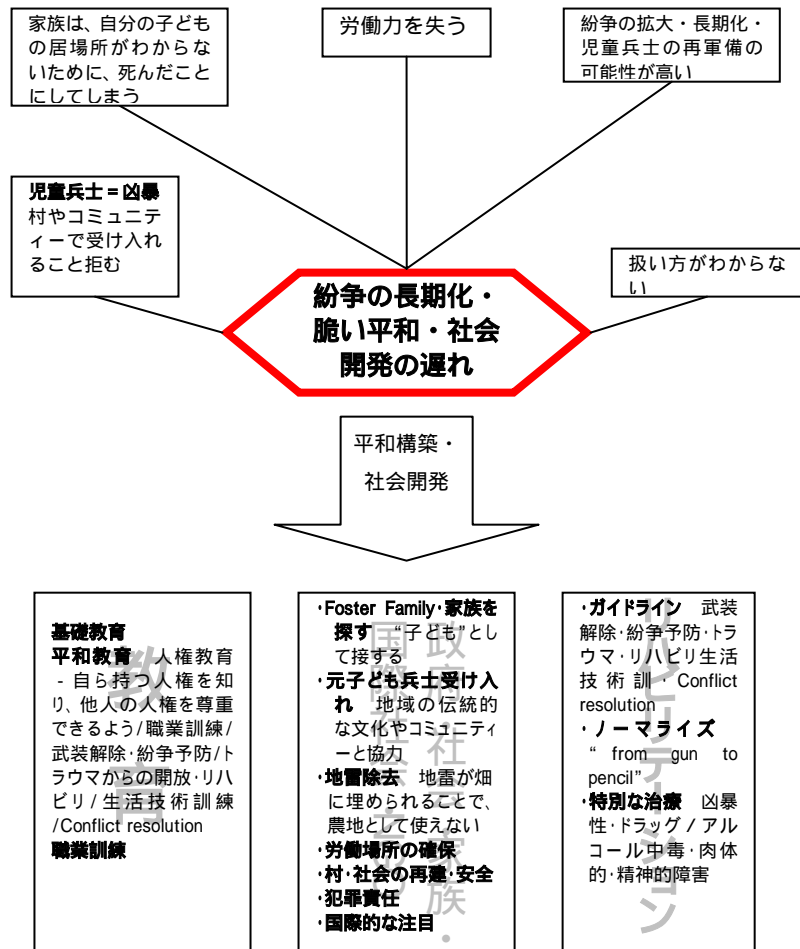 家族は、自分の子ども
の居場所がわからな
いために、死んだこと
にしてしまう
労働力を失う
紛争の拡大・長期化・
児童兵士の再軍備の
可能性が高い
児童兵士＝凶暴
村やコミュニテ
ィーで受け入れ
ること拒む
扱い方がわからな
い
紛争の長期化・
脆い平和・社会
開発の遅れ
平和構築・
社会開発
教育
基礎教育
平和教育　人権教育
- 自ら持つ人権を知
り、他人の人権を尊重
できるよう/職業訓練/
武装解除・紛争予防/ト
ラウマからの開放・リハ
ビリ/生活技術訓練
/Conflict resolution
職業訓練
・Foster Family・家族を
探す　“子ども”とし
て接する
・元子ども兵士受け入
れ　地域の伝統的
な文化やコミュニティ
ーと協力
・地雷除去　地雷が畑
に埋められることで、
農地として使えない
・労働場所の確保
・村・社会の再建・安全
・犯罪責任
・国際的な注目
リハビリテーション
・ガイドライン　武装
解除・紛争予防・トラ
ウマ・リハビリ生活
技術訓・Conflict
resolution
・ノーマライズ
“from gun to
pencil”
・特別な治療　凶暴
性・ドラッグ／アル
コール中毒・肉体
的・精神的障害